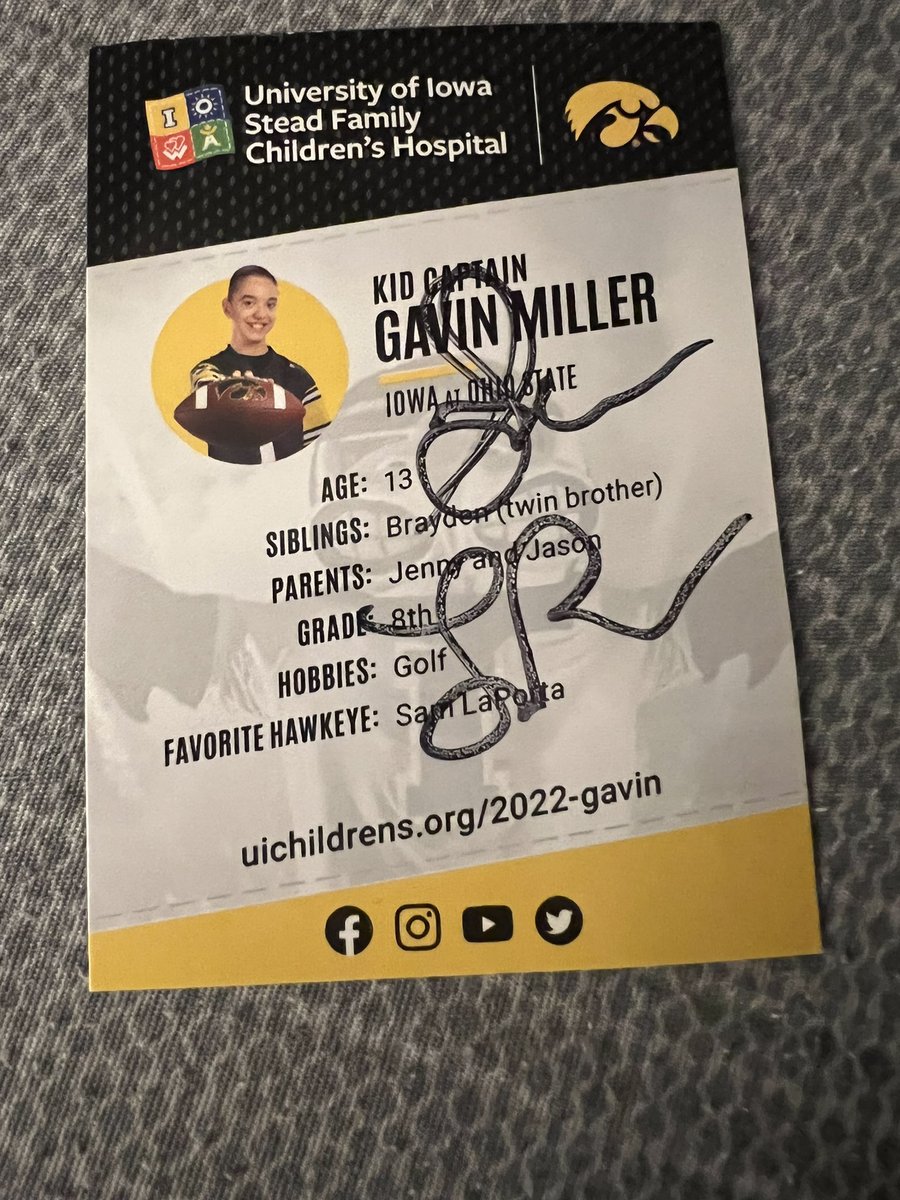 I O W A
University of Iowa
Stead Family
Children's Hospital
KID CAPTAIN
GAVIN MILLER
IOWA AT OHIO STATE
AGE: 13
SIBLINGS: Brayden (twin brother)
PARENTS: Jenny and Jason
GRADE: 8th
HOBBIES: Golf
FAVORITE HAWKEYE: Sam LaPorta
uichildrens.org/2022-gavin